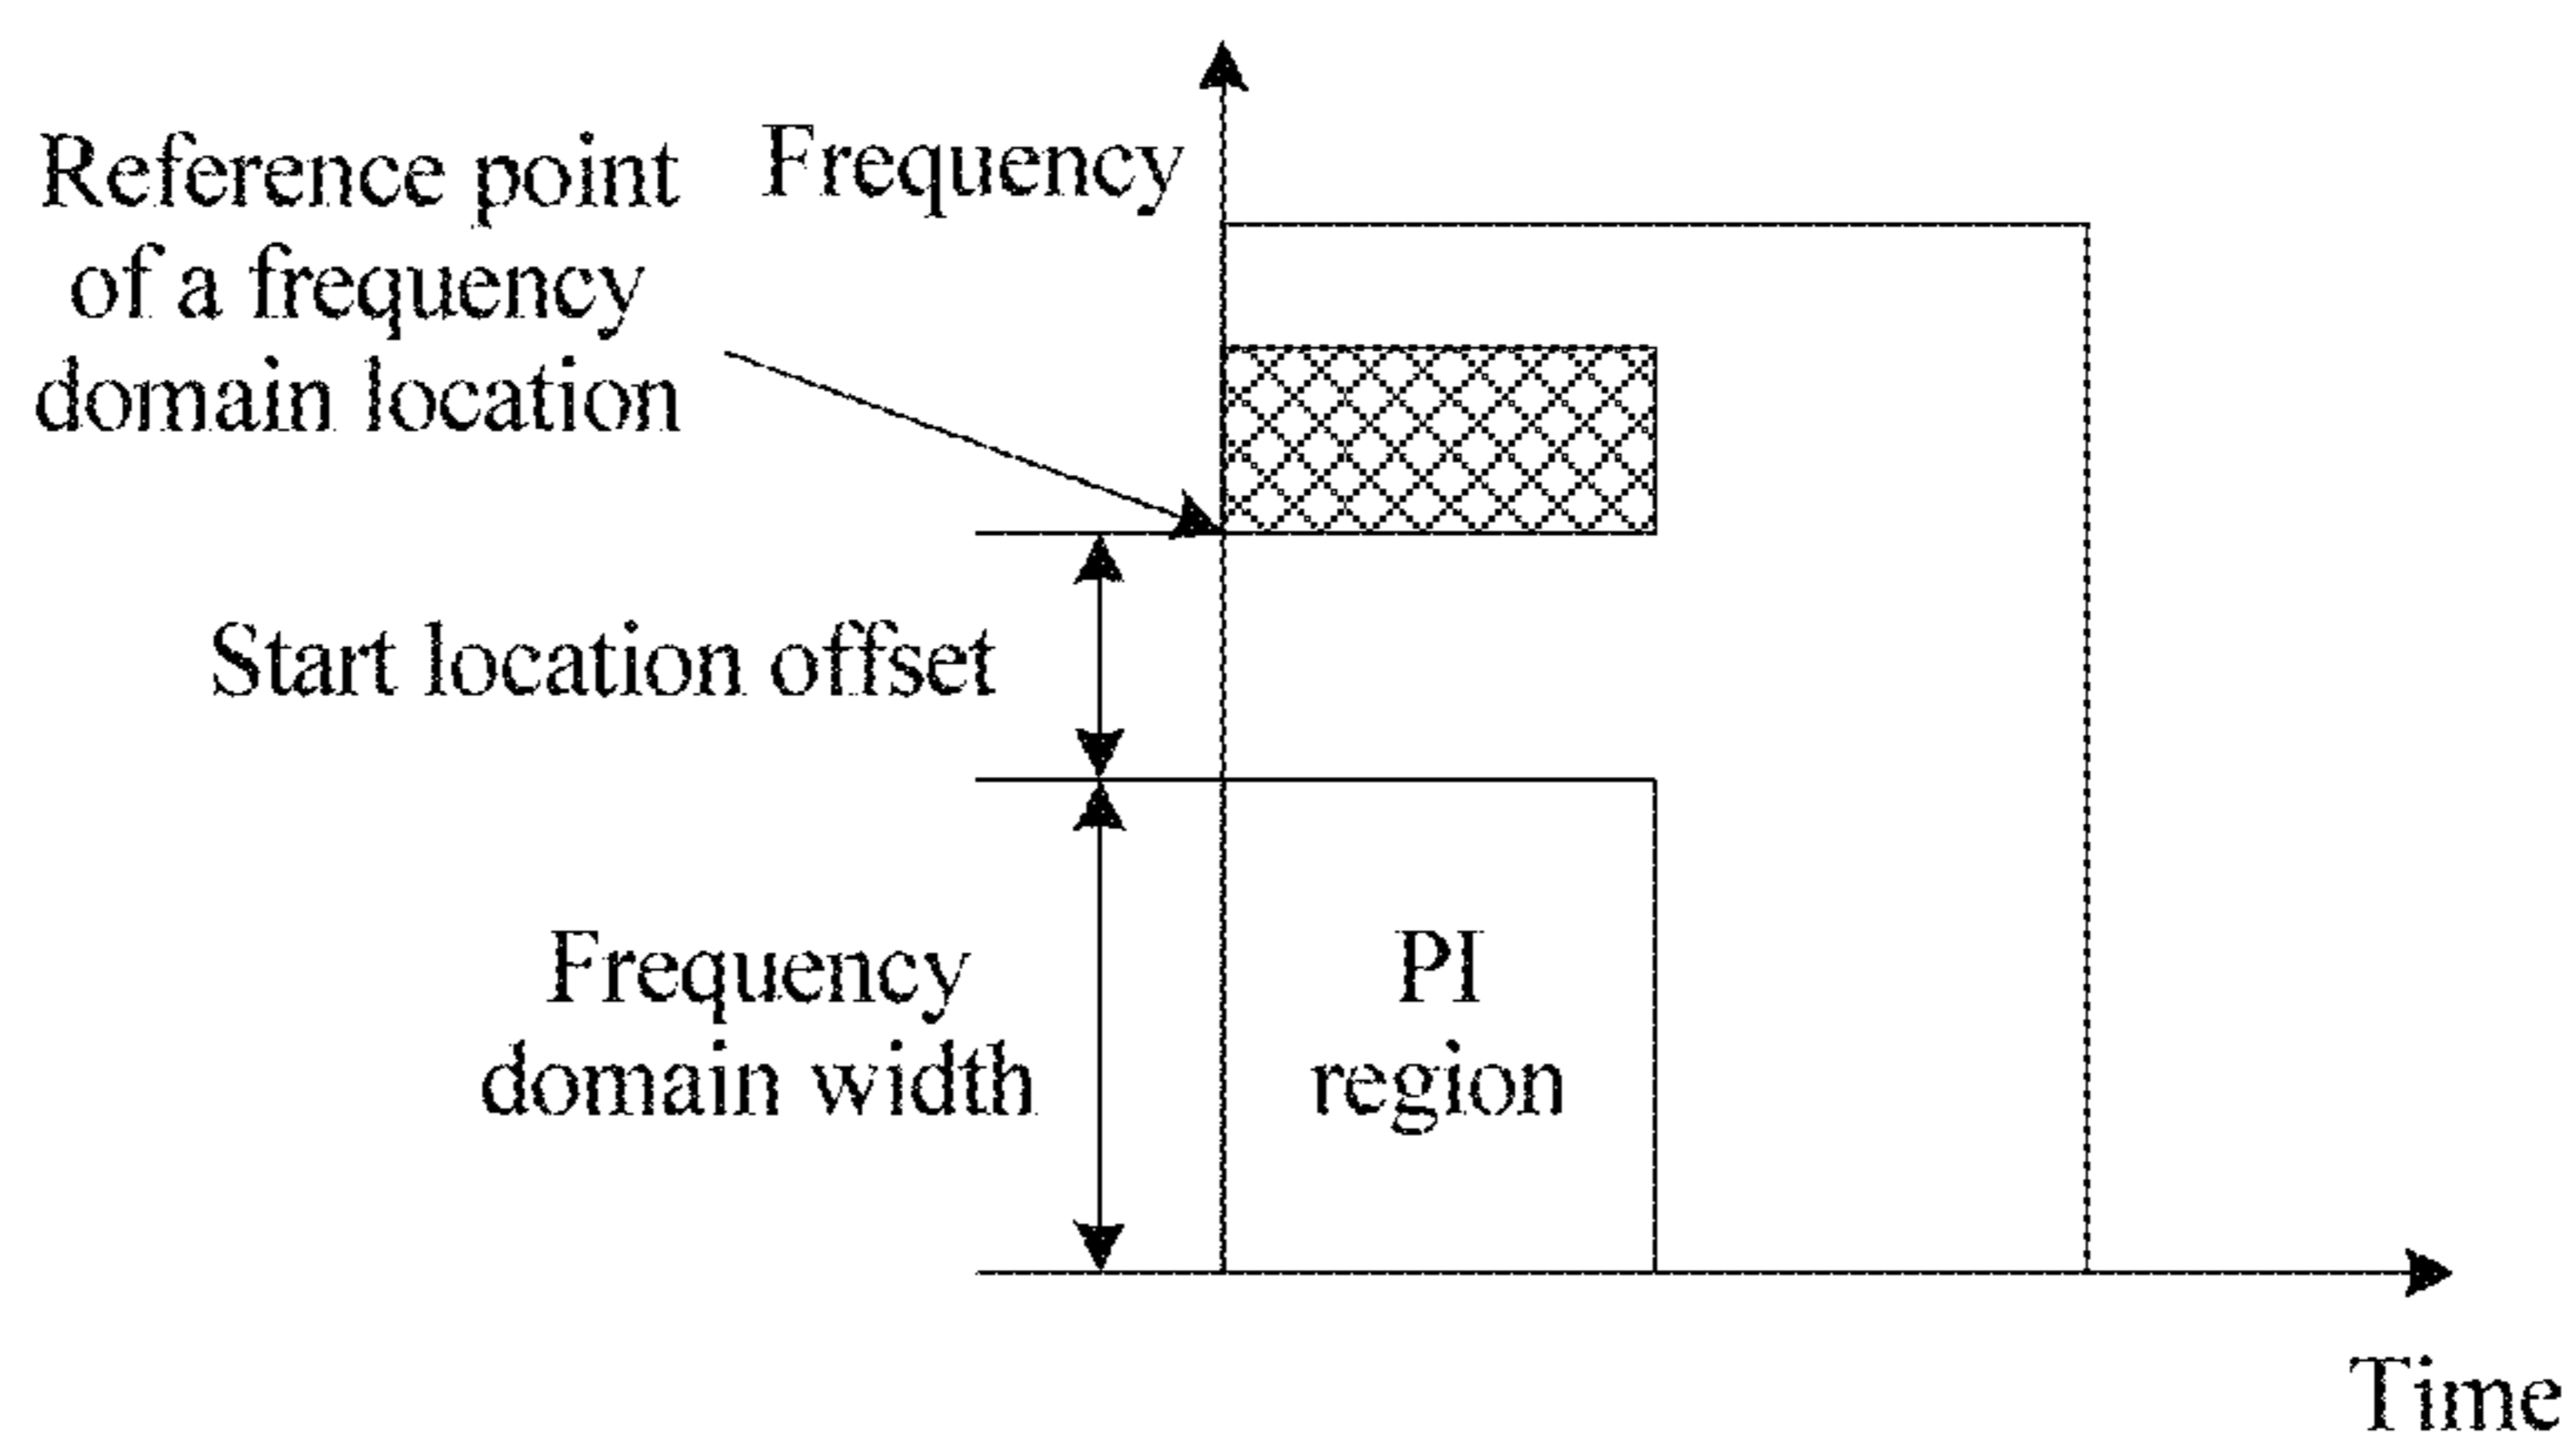 Reference point
of a frequency
domain location
Frequency
Start location offset
Frequency
domain width
PI
region
Time